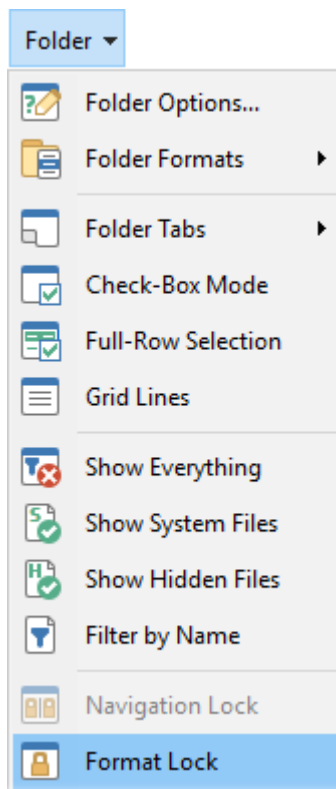 Folder
Folder Options...
Folder Formats
Folder Tabs
Check-Box Mode
Full-Row Selection
Grid Lines
Show Everything
Show System Files
Show Hidden Files
Filter by Name
Navigation Lock
Format Lock